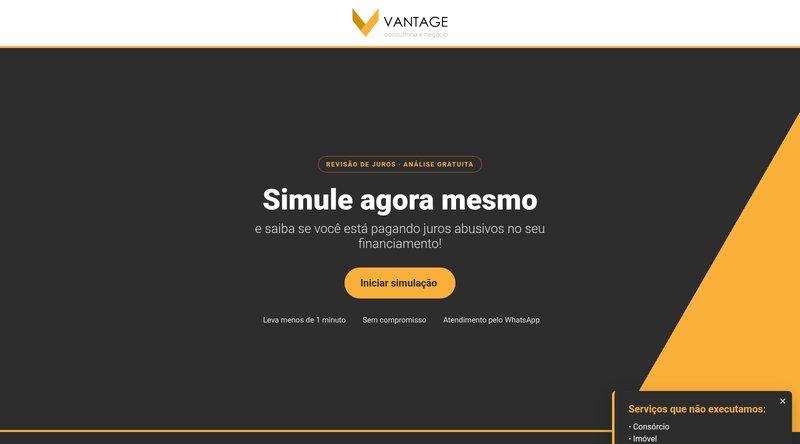 VANTAGE
consultoria e negócio
REVISÃO DE JUROS · ANÁLISE GRATUITA
Simule agora mesmo
e saiba se você está pagando juros abusivos no seu
financiamento!
Iniciar simulação
Leva menos de 1 minuto Sem compromisso Atendimento pelo WhatsApp
×
Serviços que não executamos:
• Consórcio
• Imóvel